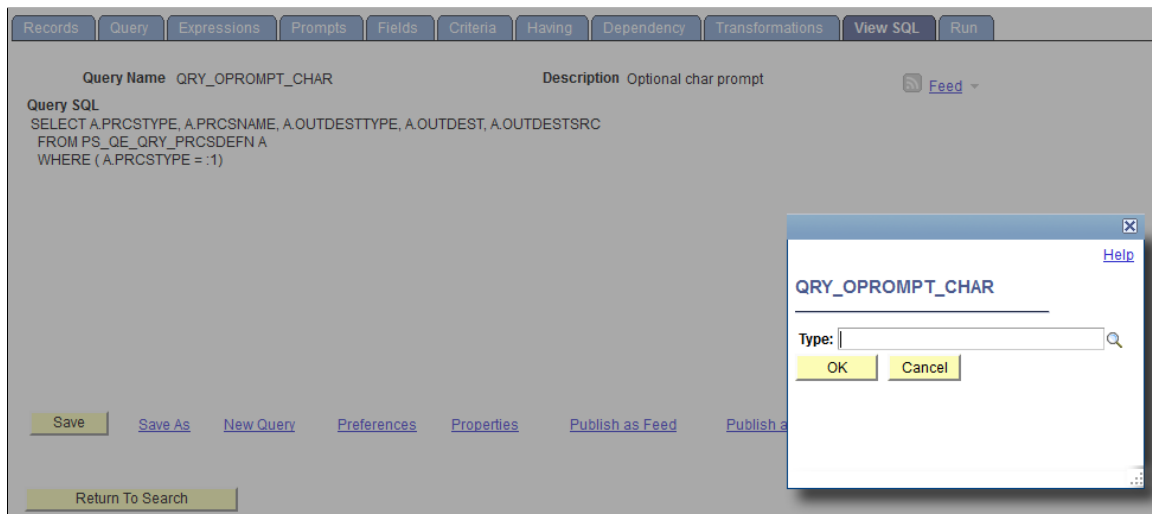 Records Query Expressions Prompts Fields Criteria Having Dependency Transformations View SQL Run
Query Name QRY_OPROMPT_CHAR Description Optional char prompt Feed
Query SQL
SELECT A.PRCSTYPE, A.PRCSNAME, A.OUTDESTTYPE, A.OUTDEST, A.OUTDESTSRC
FROM PS_QE_QRY_PRCSDEFN A
WHERE ( A.PRCSTYPE = :1)
Help
QRY_OPROMPT_CHAR
Type:
OK Cancel
Save Save As New Query Preferences Properties Publish as Feed Publish a
Return To Search